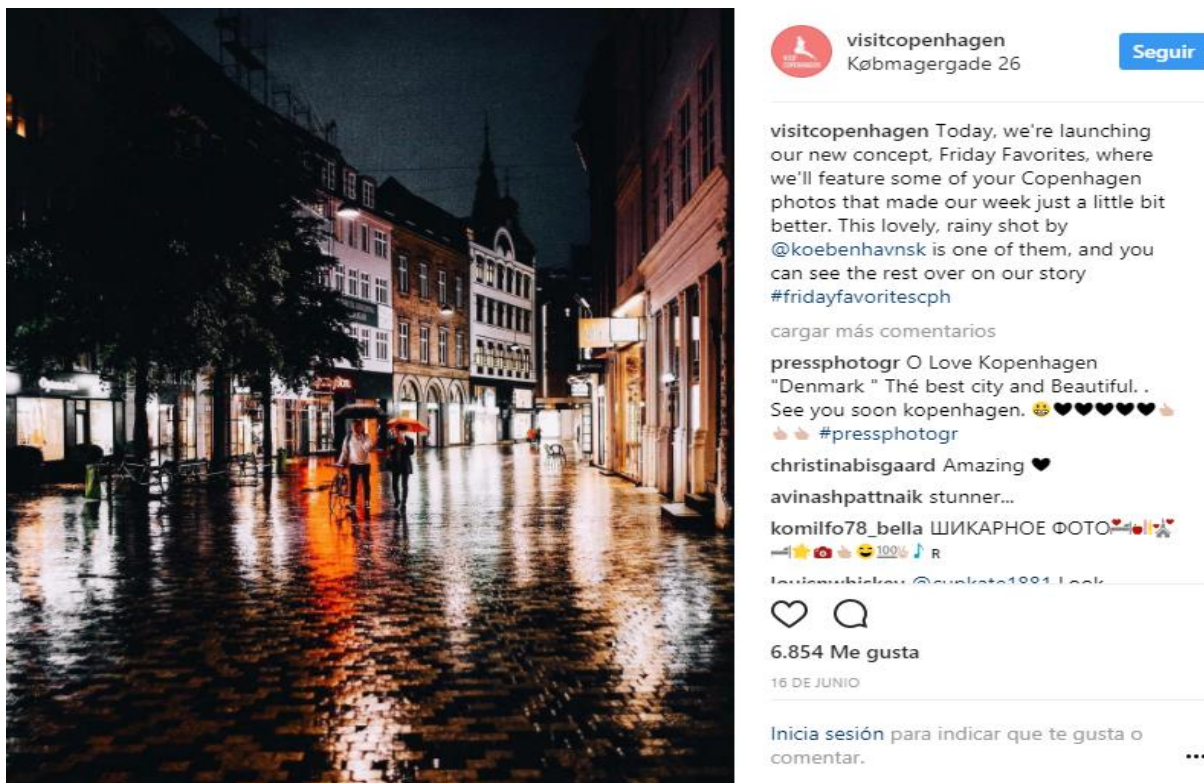 visitcopenhagen
Købmagergade 26
Seguir
visitcopenhagen Today, we're launching
our new concept, Friday Favorites, where
we'll feature some of your Copenhagen
photos that made our week just a little bit
better. This lovely, rainy shot by
@koebenhavnsk is one of them, and you
can see the rest over on our story
#fridayfavoritescph
cargar más comentarios
pressphotogr O Love Kopenhagen
"Denmark " Thé best city and Beautiful. .
See you soon kopenhagen. 😀🖤🖤🖤🖤🖤👆
👆👆 #pressphotogr
christinabisgaard Amazing 🖤
avinashpattnaik stunner...
komilfo78_bella ШИКАРНОЕ ФОТО
R
@cupkate1881 Look
6.854 Me gusta
16 DE JUNIO
Inicia sesión para indicar que te gusta o
comentar.